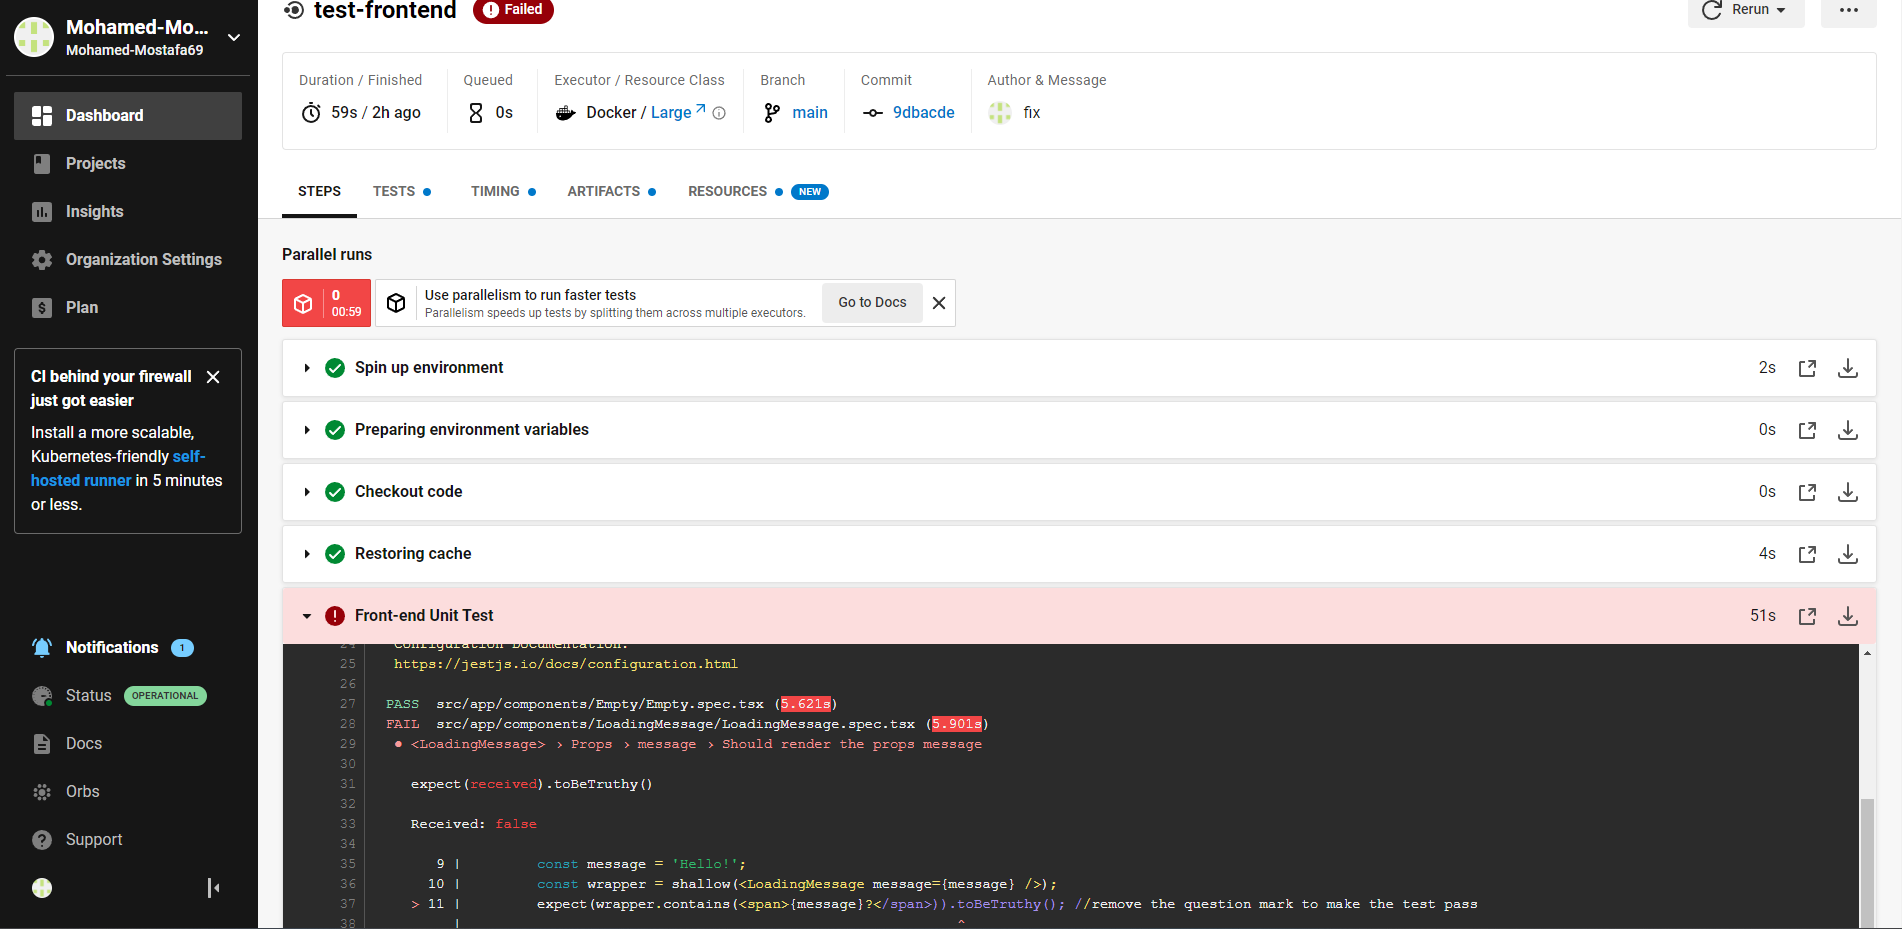 Mohamed-Mo...
Mohamed-Mostafa69
Dashboard
Projects
Insights
Organization Settings
Plan
CI behind your firewall
just got easier
Install a more scalable,
Kubernetes-friendly self-
hosted runner in 5 minutes
or less.
Notifications 1
Status OPERATIONAL
Docs
Orbs
Support
test-frontend Failed
Rerun
Duration / Finished
59s / 2h ago
Queued
0s
Executor / Resource Class
Docker / Large
Branch
main
Commit
9dbacde
Author & Message
fix
STEPS TESTS TIMING ARTIFACTS RESOURCES NEW
Parallel runs
0
00:59
Use parallelism to run faster tests
Parallelism speeds up tests by splitting them across multiple executors.
Go to Docs
Spin up environment 2s
Preparing environment variables 0s
Checkout code 0s
Restoring cache 4s
Front-end Unit Test 51s
24 Configuration Documentation:
25 https://jestjs.io/docs/configuration.html
26
27 PASS src/app/components/Empty/Empty.spec.tsx (5.621s)
28 FAIL src/app/components/LoadingMessage/LoadingMessage.spec.tsx (5.901s)
29 ● <LoadingMessage> › Props › message › Should render the props message
30
31 expect(received).toBeTruthy()
32
33 Received: false
34
35 9 | const message = 'Hello!';
36 10 | const wrapper = shallow(<LoadingMessage message={message} />);
37 > 11 | expect(wrapper.contains(<span>{message}?</span>)).toBeTruthy(); //remove the question mark to make the test pass
38 | ^